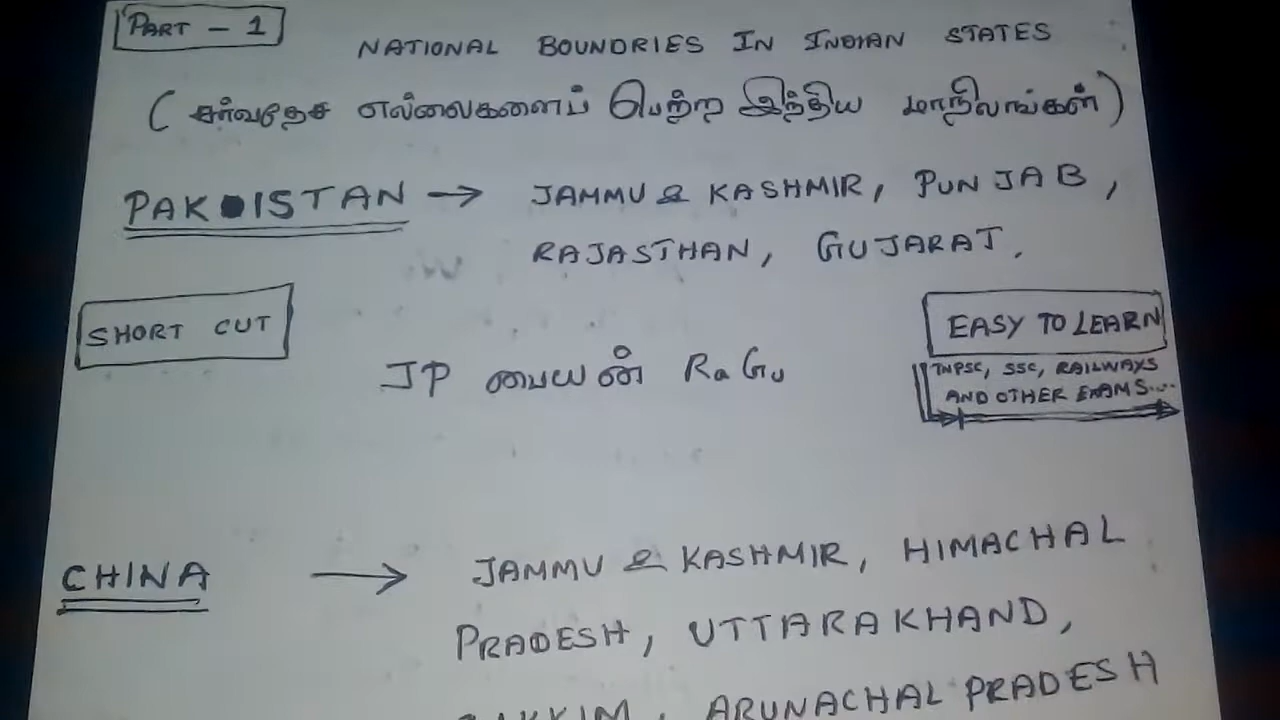 PART - 1
NATIONAL BOUNDRIES IN INDIAN STATES
(சர்வதேச எல்லைகளைப் பெற்ற இந்திய மாநிலங்கள்)
PAKISTAN → JAMMU & KASHMIR, PUNJAB,
RAJASTHAN, GUJARAT.
SHORT CUT
JP பையன் RaGu
EASY TO LEARN
TNPSC, SSC, RAILWAYS
AND OTHER EXAMS....
CHINA → JAMMU & KASHMIR, HIMACHAL
PRADESH, UTTARAKHAND,
SIKKIM, ARUNACHAL PRADESH